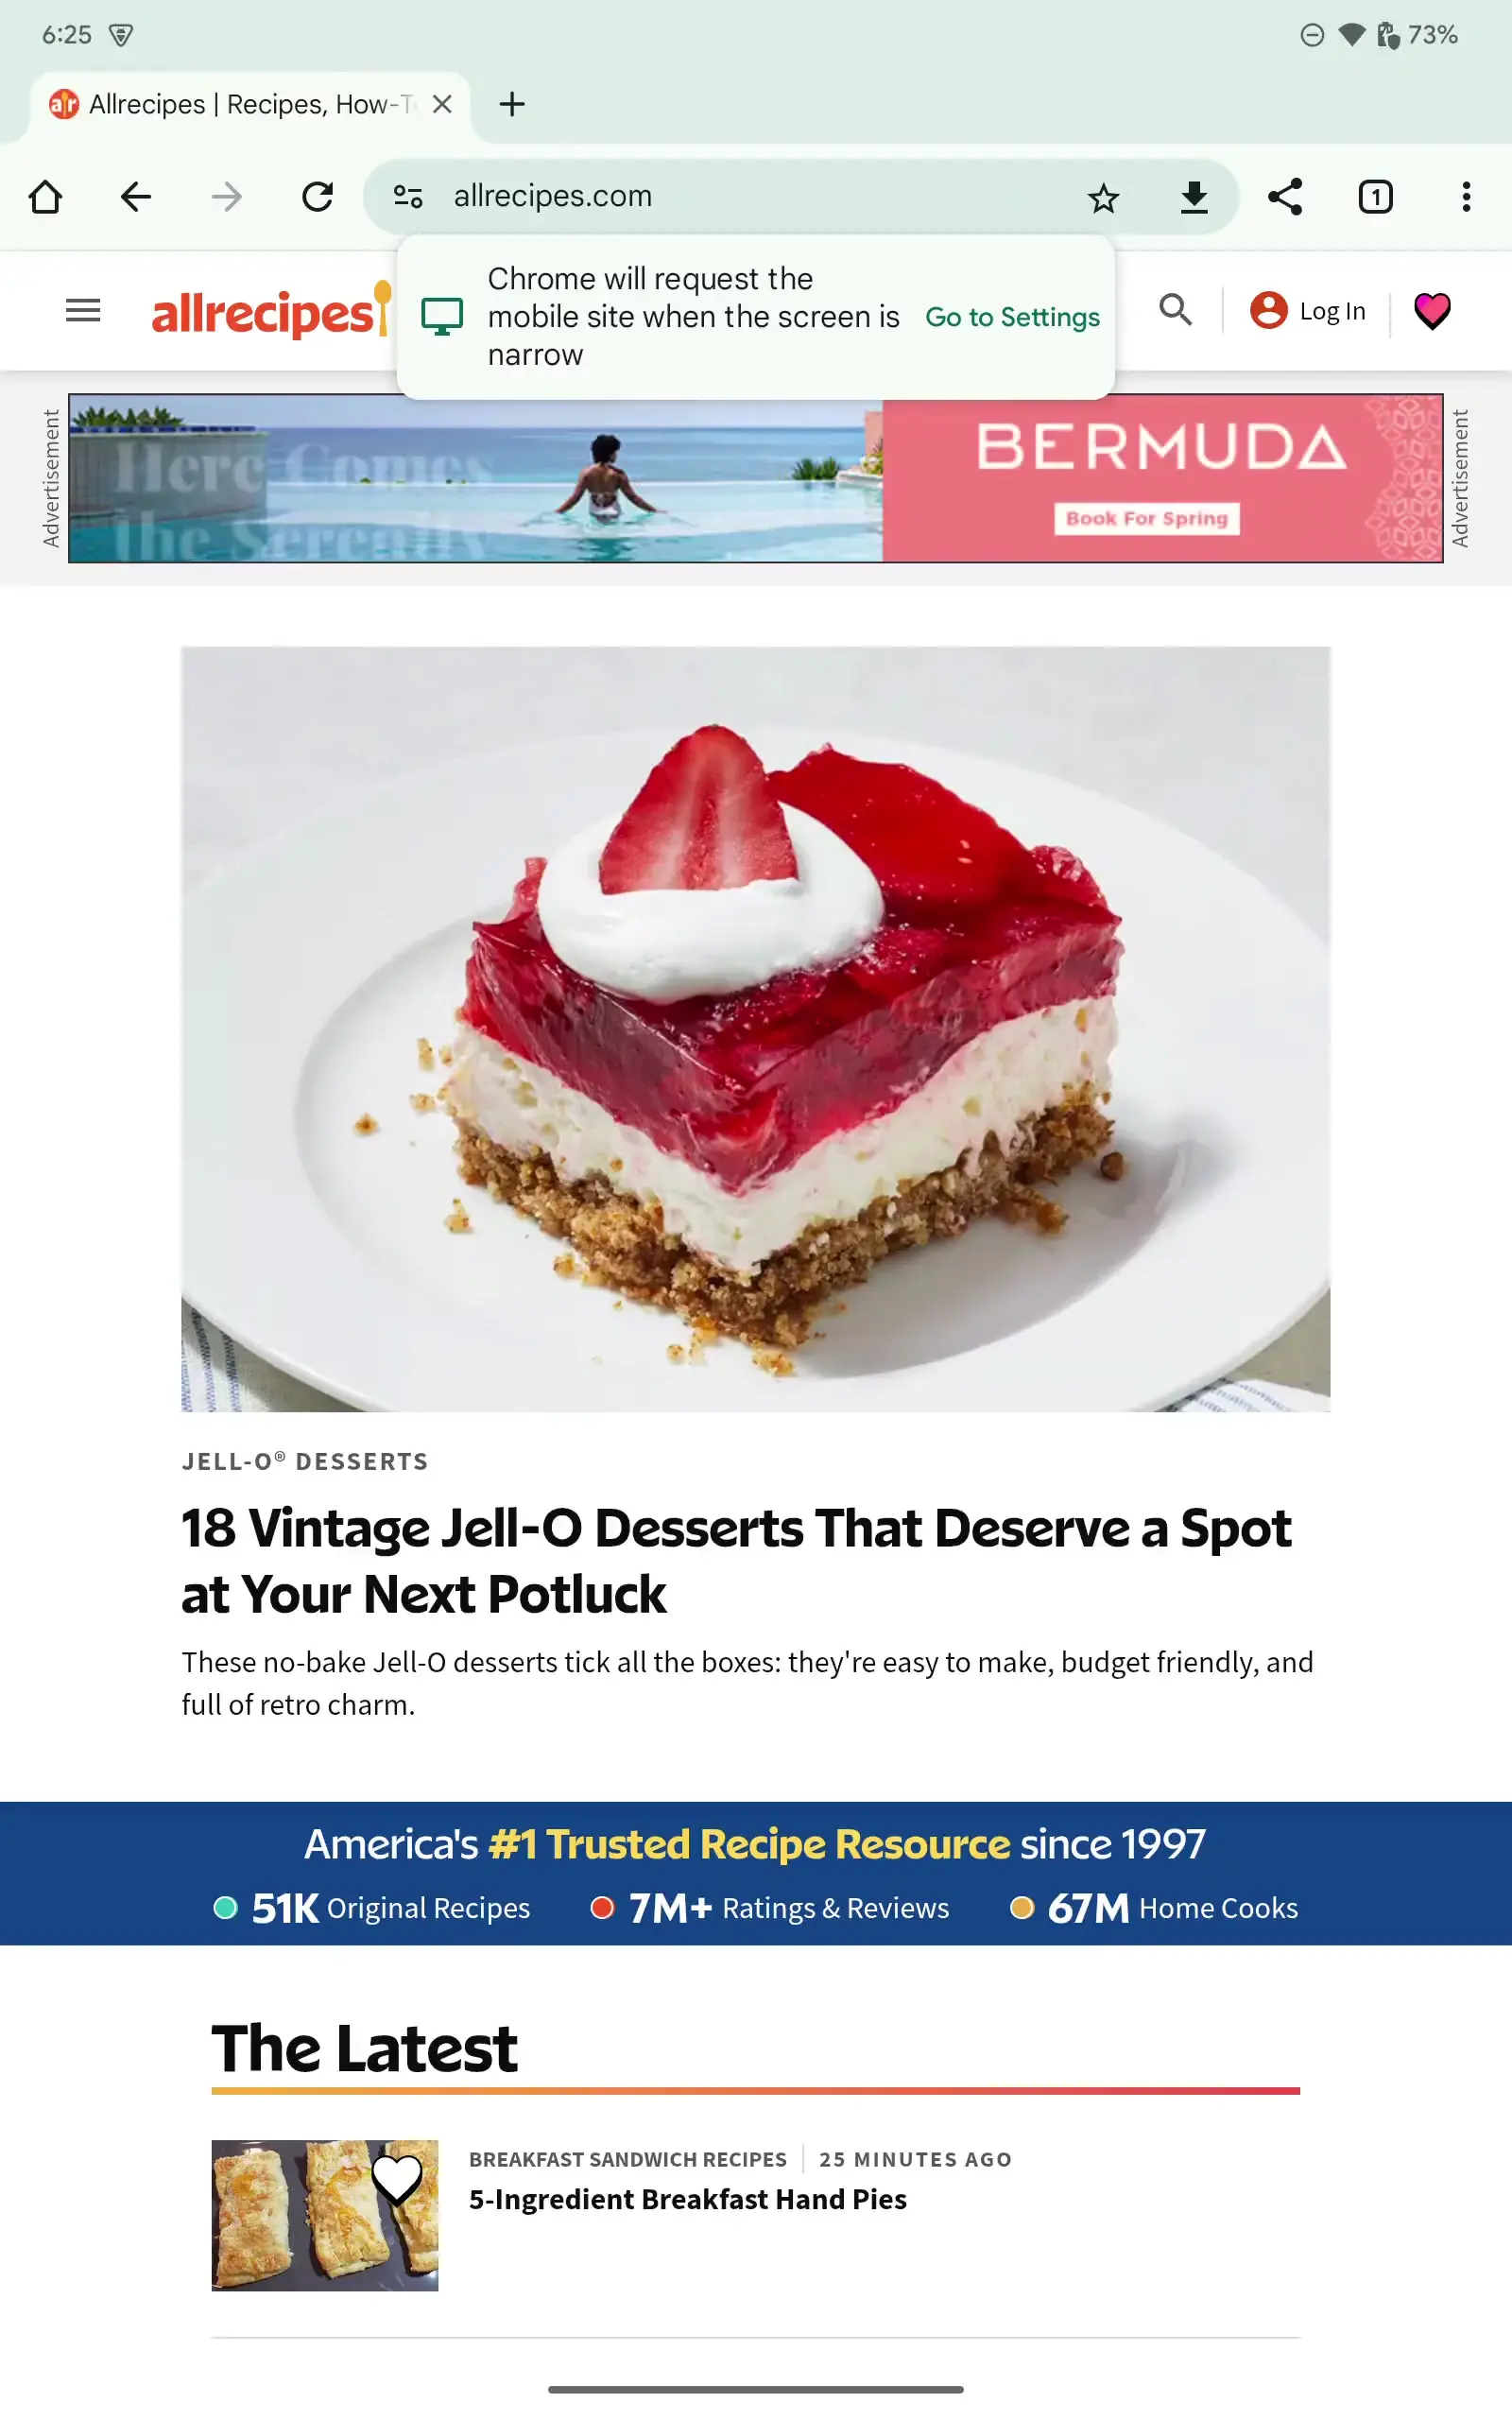 6:25
73%
Allrecipes | Recipes, How-T
allrecipes.com
1
Chrome will request the
mobile site when the screen is
narrow
Go to Settings
allrecipes
Log In
Advertisement
Here Comes
the Serenity
BERMUDA
Book For Spring
Advertisement
JELL-O® DESSERTS
18 Vintage Jell-O Desserts That Deserve a Spot
at Your Next Potluck
These no-bake Jell-O desserts tick all the boxes: they're easy to make, budget friendly, and
full of retro charm.
America's #1 Trusted Recipe Resource since 1997
51K Original Recipes 7M+ Ratings & Reviews 67M Home Cooks
The Latest
BREAKFAST SANDWICH RECIPES | 25 MINUTES AGO
5-Ingredient Breakfast Hand Pies